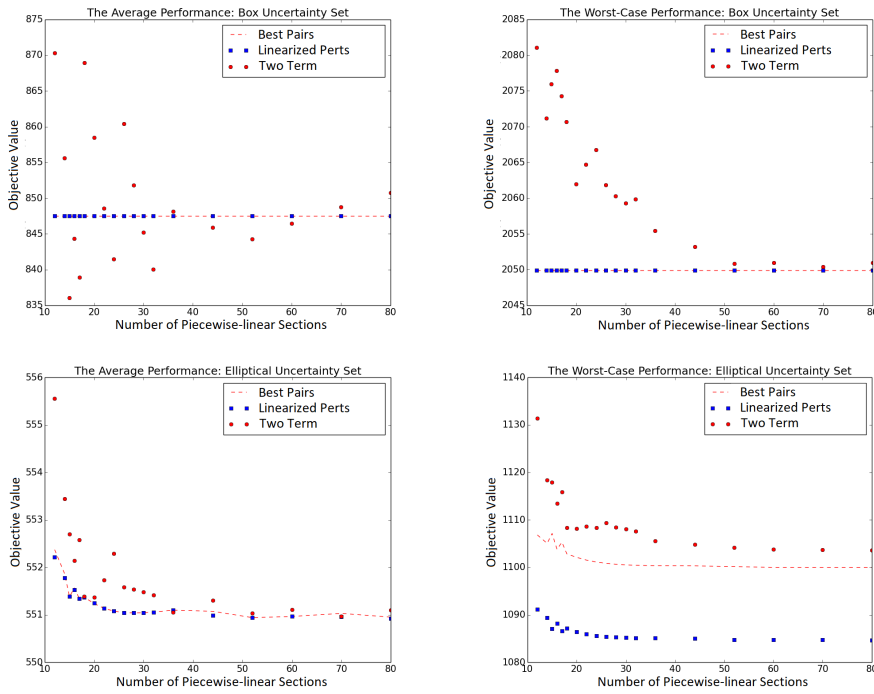 The Average Performance: Box Uncertainty Set
875
870
865
860
855
850
845
840
835
Objective Value
Best Pairs
Linearized Perts
Two Term
10 20 30 40 50 60 70 80
Number of Piecewise-linear Sections
The Worst-Case Performance: Box Uncertainty Set
2085
2080
2075
2070
2065
2060
2055
2050
2045
Objective Value
Best Pairs
Linearized Perts
Two Term
10 20 30 40 50 60 70 80
Number of Piecewise-linear Sections
The Average Performance: Elliptical Uncertainty Set
556
555
554
553
552
551
550
Objective Value
Best Pairs
Linearized Perts
Two Term
10 20 30 40 50 60 70 80
Number of Piecewise-linear Sections
The Worst-Case Performance: Elliptical Uncertainty Set
1140
1130
1120
1110
1100
1090
1080
Objective Value
Best Pairs
Linearized Perts
Two Term
10 20 30 40 50 60 70 80
Number of Piecewise-linear Sections